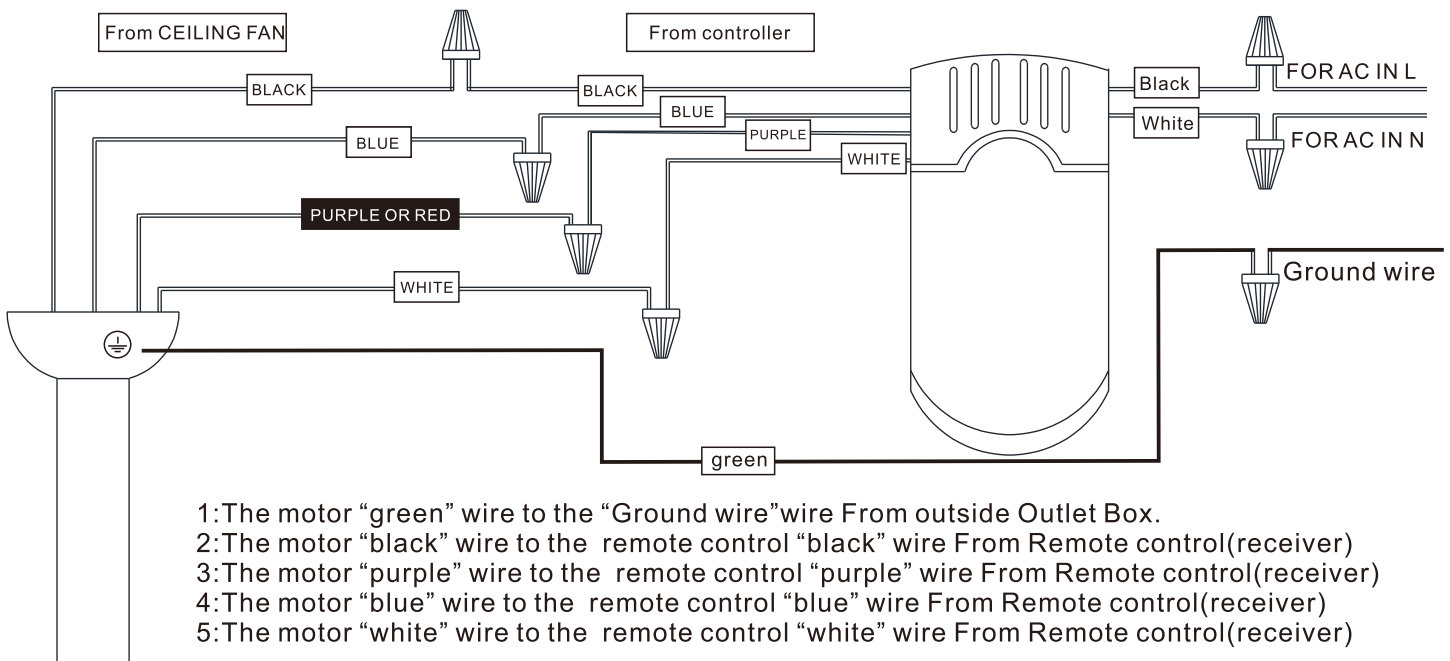 From CEILING FAN
From controller
BLACK
BLACK
Black
FOR AC IN L
BLUE
BLUE
White
FOR AC IN N
PURPLE
WHITE
PURPLE OR RED
WHITE
Ground wire
green
1:The motor “green” wire to the “Ground wire”wire From outside Outlet Box.
2:The motor “black” wire to the remote control “black” wire From Remote control(receiver)
3:The motor “purple” wire to the remote control “purple” wire From Remote control(receiver)
4:The motor “blue” wire to the remote control “blue” wire From Remote control(receiver)
5:The motor “white” wire to the remote control “white” wire From Remote control(receiver)